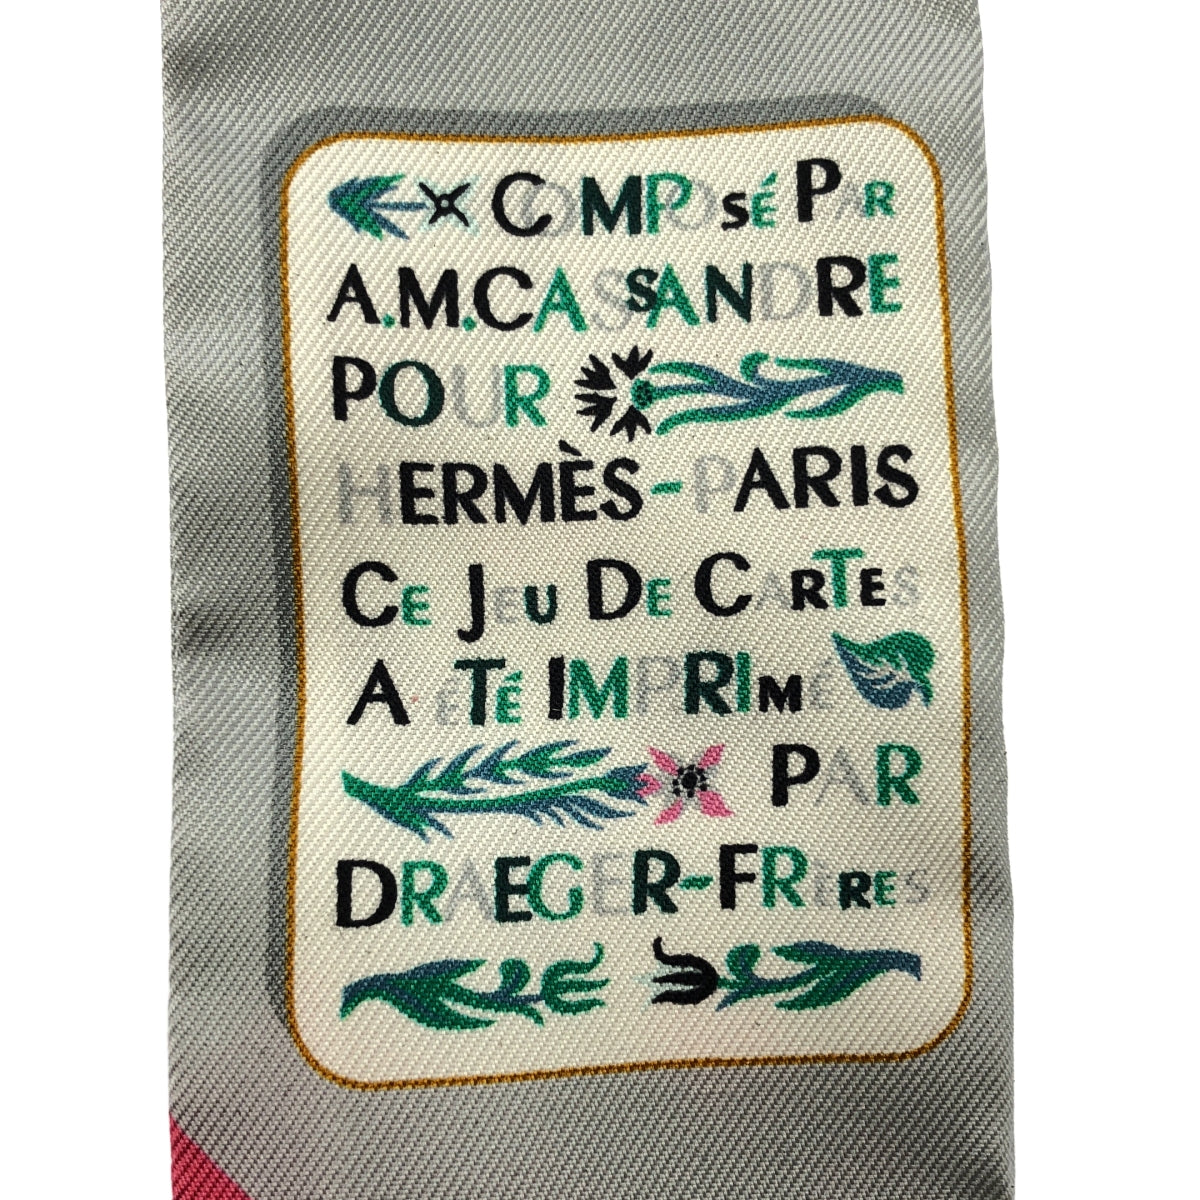 COMPOSÉ PAR
A.M.CASSANDRE
POUR
HERMÈS-PARIS
CE JEU DE CARTES
A ÉTÉ IMPRIMÉ
PAR
DRAEGER-FRÈRES